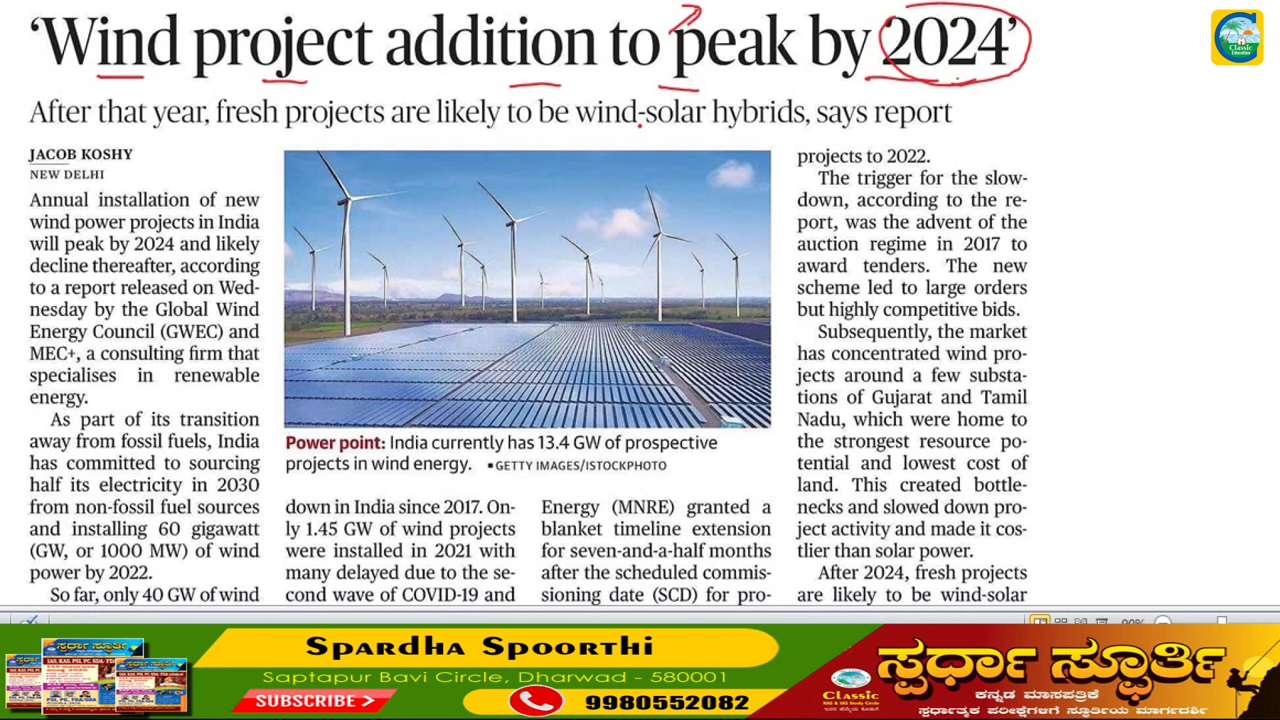 ‘Wind project addition to peak by 2024’
After that year, fresh projects are likely to be wind-solar hybrids, says report
JACOB KOSHY
NEW DELHI
Annual installation of new
wind power projects in India
will peak by 2024 and likely
decline thereafter, according
to a report released on Wed-
nesday by the Global Wind
Energy Council (GWEC) and
MEC+, a consulting firm that
specialises in renewable
energy.
As part of its transition
away from fossil fuels, India
has committed to sourcing
half its electricity in 2030
from non-fossil fuel sources
and installing 60 gigawatt
(GW, or 1000 MW) of wind
power by 2022.
So far, only 40 GW of wind
Power point: India currently has 13.4 GW of prospective
projects in wind energy. ▪ GETTY IMAGES/ISTOCKPHOTO
down in India since 2017. On-
ly 1.45 GW of wind projects
were installed in 2021 with
many delayed due to the se-
cond wave of COVID-19 and
Energy (MNRE) granted a
blanket timeline extension
for seven-and-a-half months
after the scheduled commis-
sioning date (SCD) for pro-
projects to 2022.
The trigger for the slow-
down, according to the re-
port, was the advent of the
auction regime in 2017 to
award tenders. The new
scheme led to large orders
but highly competitive bids.
Subsequently, the market
has concentrated wind pro-
jects around a few substa-
tions of Gujarat and Tamil
Nadu, which were home to
the strongest resource po-
tential and lowest cost of
land. This created bottle-
necks and slowed down pro-
ject activity and made it cos-
tlier than solar power.
After 2024, fresh projects
are likely to be wind-solar
Classic
Education
90%
Spardha Spoorthi
Saptapur Bavi Circle, Dharwad - 580001
SUBSCRIBE >
9980552082
ಸ್ಪರ್ಧಾ ಸ್ಫೂರ್ತಿ
ಕನ್ನಡ ಮಾಸಪತ್ರಿಕೆ
ಸ್ಪರ್ಧಾತ್ಮಕ ಪರೀಕ್ಷೆಗಳಿಗೆ ಸ್ಫೂರ್ತಿಯ ಮಾರ್ಗದರ್ಶಿ
Classic
KAS & IAS Study Circle
ಸ್ಪರ್ಧಾ ಸ್ಫೂರ್ತಿ